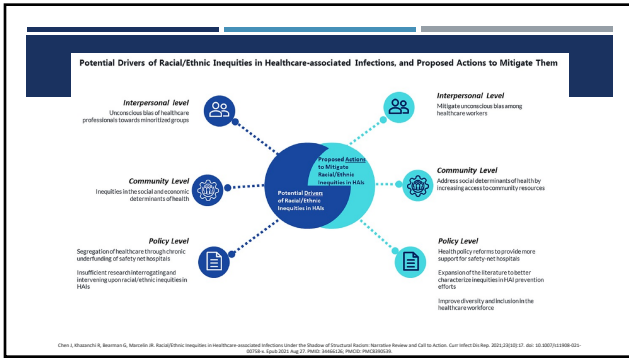 Potential Drivers of Racial/Ethnic Inequities in Healthcare-associated Infections, and Proposed Actions to Mitigate Them
Interpersonal level
Unconscious bias of healthcare
professionals towards minoritized groups
Community Level
Inequities in the social and economic
determinants of health
Policy Level
Segregation of healthcare through chronic
underfunding of safety net hospitals
Insufficient research interrogating and
intervening upon racial/ethnic inequities in
HAIs
Proposed Actions
to Mitigate
Racial/Ethnic
Inequities in HAIs
Potential Drivers
of Racial/Ethnic
Inequities in HAIs
Interpersonal Level
Mitigate unconscious bias among
healthcare workers
Community Level
Address social determinants of health by
increasing access to community resources
Policy Level
Health policy reforms to provide more
support for safety-net hospitals
Expansion of the literature to better
characterize inequities in HAI prevention
efforts
Improve diversity and inclusion in the
healthcare workforce
Chen J, Khazanchi R, Bearman G, Marcelin JR. Racial/Ethnic Inequities in Healthcare-associated Infections Under the Shadow of Structural Racism: Narrative Review and Call to Action. Curr Infect Dis Rep. 2021;23(10):17. doi: 10.1007/s11908-021-
00758-x. Epub 2021 Aug 27. PMID: 34466126; PMCID: PMC8390539.